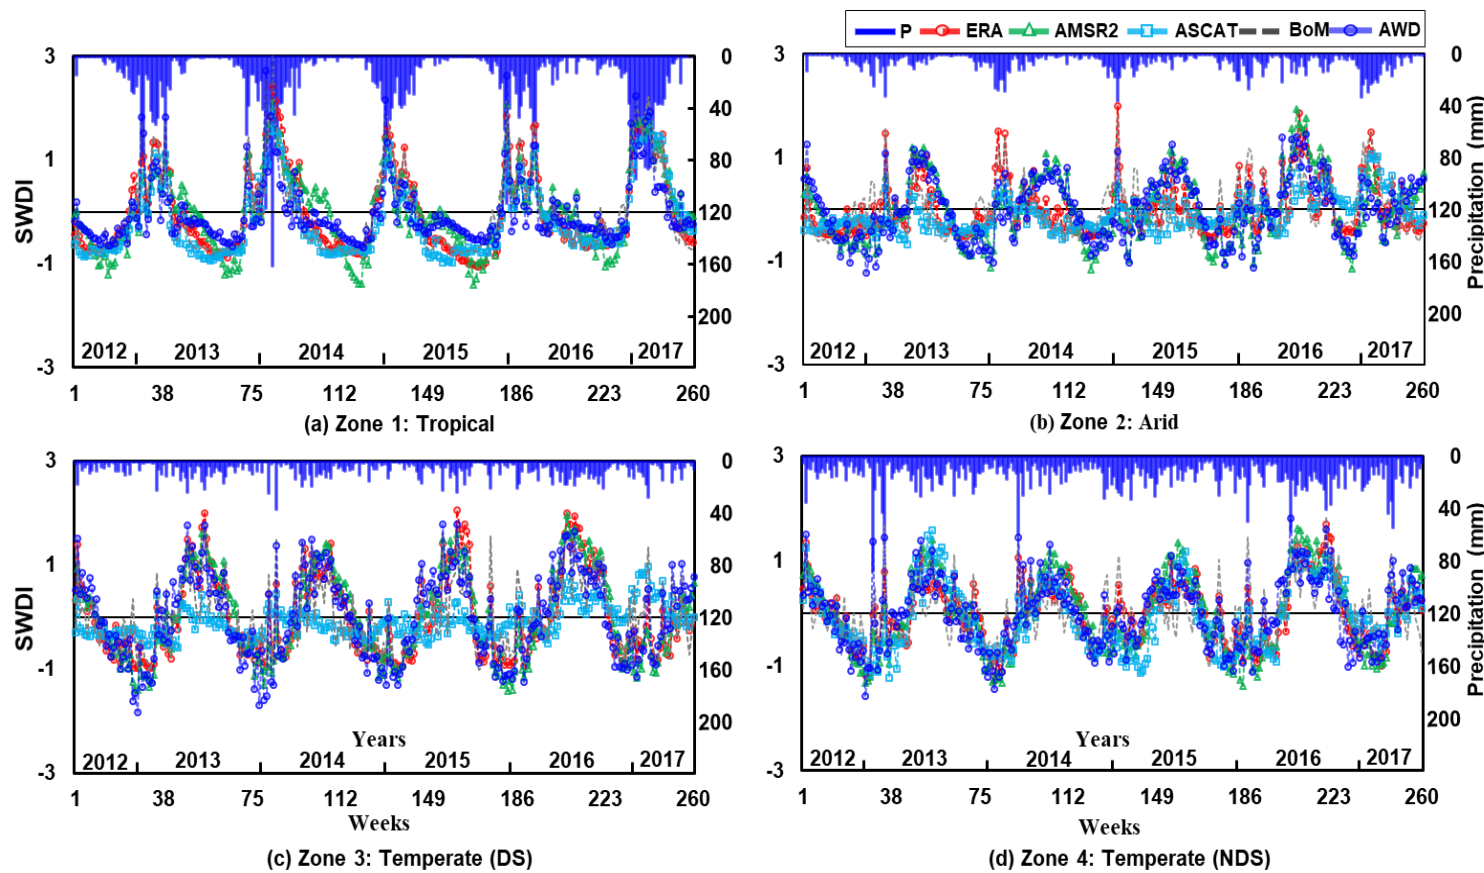 P ERA AMSR2 ASCAT BoM AWD
3 0
40
1 80
SWDI 120
-1 160
200
2012 2013 2014 2015 2016 2017
-3
1 38 75 112 149 186 223 260
(a) Zone 1: Tropical
3 0
40
1 80
120 Precipitation (mm)
-1 160
200
2012 2013 2014 2015 2016 2017
-3
1 38 75 112 149 186 223 260
(b) Zone 2: Arid
3 0
40
1 80
SWDI 120
-1 160
200
Years
2012 2013 2014 2015 2016 2017
-3
1 38 75 112 149 186 223 260
Weeks
(c) Zone 3: Temperate (DS)
3 0
40
1 80
120 Precipitation (mm)
-1 160
200
Years
2012 2013 2014 2015 2016 2017
-3
1 38 75 112 149 186 223 260
Weeks
(d) Zone 4: Temperate (NDS)